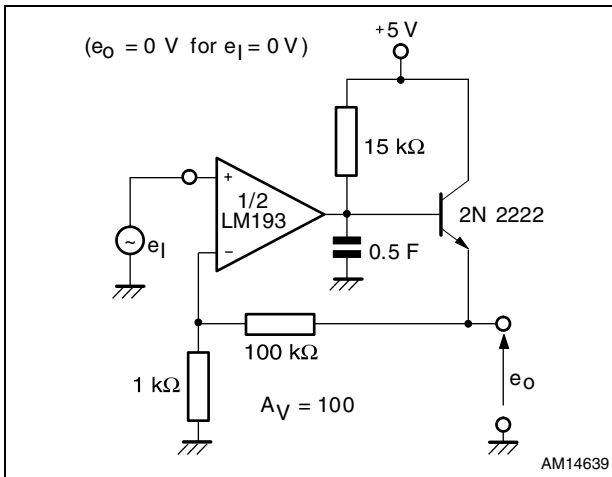 +5 V
(eO = 0 V for eI = 0 V)
15 kΩ
+
1/2
LM193
−
2N 2222
0.5 F
~
eI
100 kΩ
1 kΩ
AV = 100
eo
AM14639